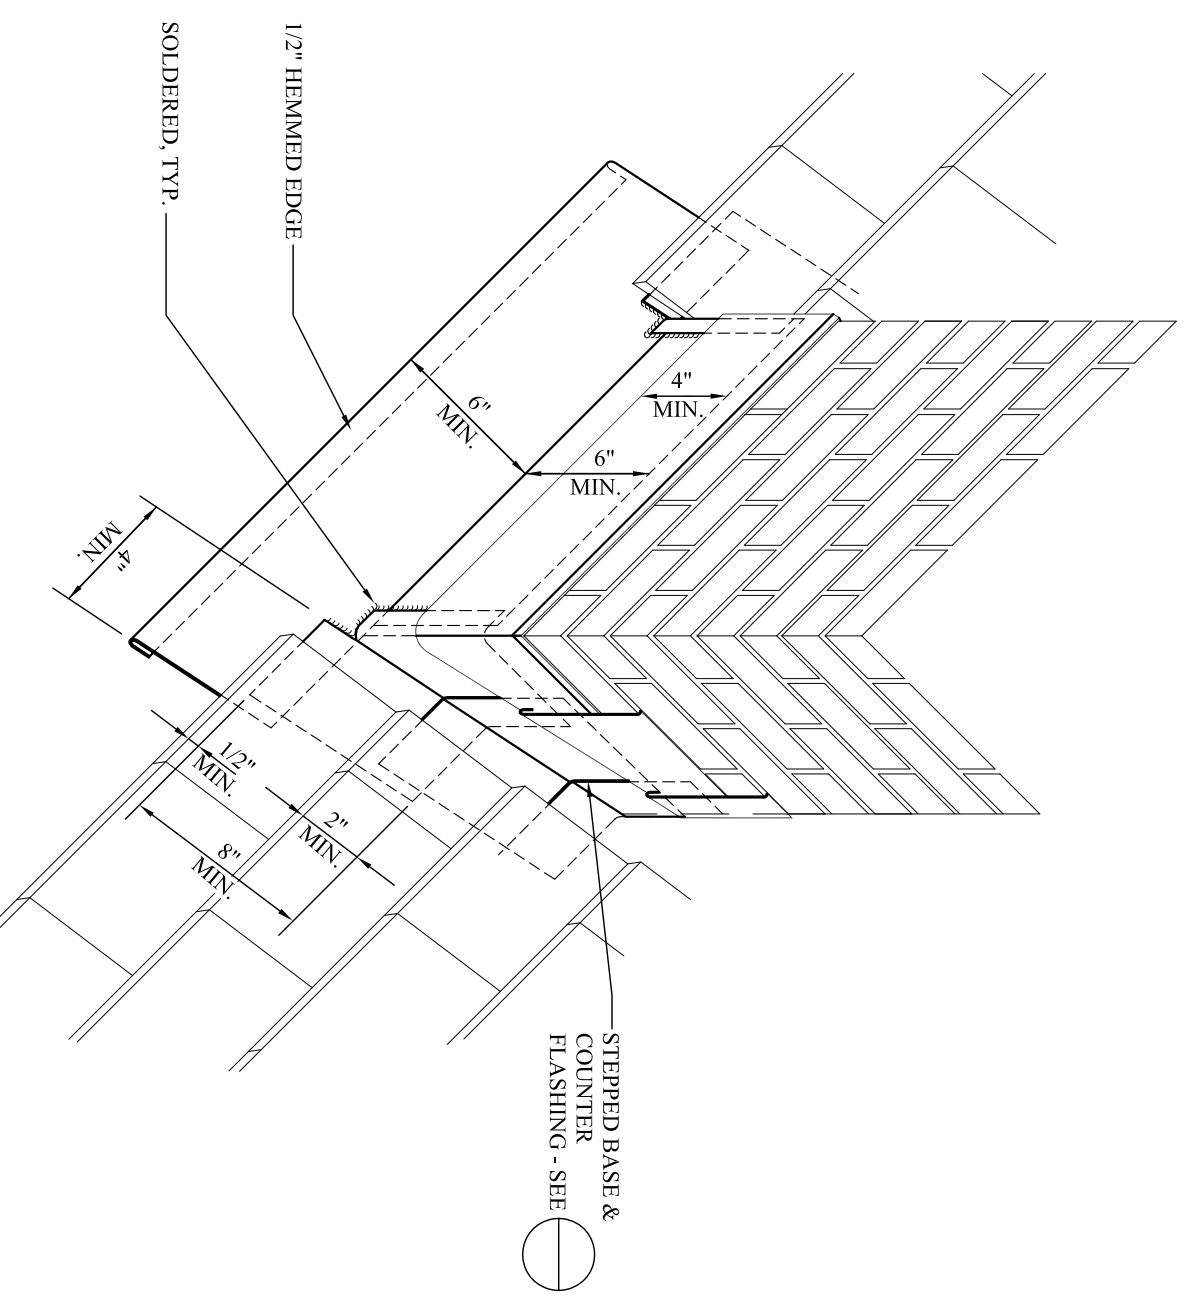 SOLDERED, TYP.
1/2" HEMMED EDGE
4"
MIN.
6"
MIN.
6"
MIN.
4"
MIN.
1/2"
MIN.
2"
MIN.
8"
MIN.
STEPPED BASE &
COUNTER
FLASHING - SEE